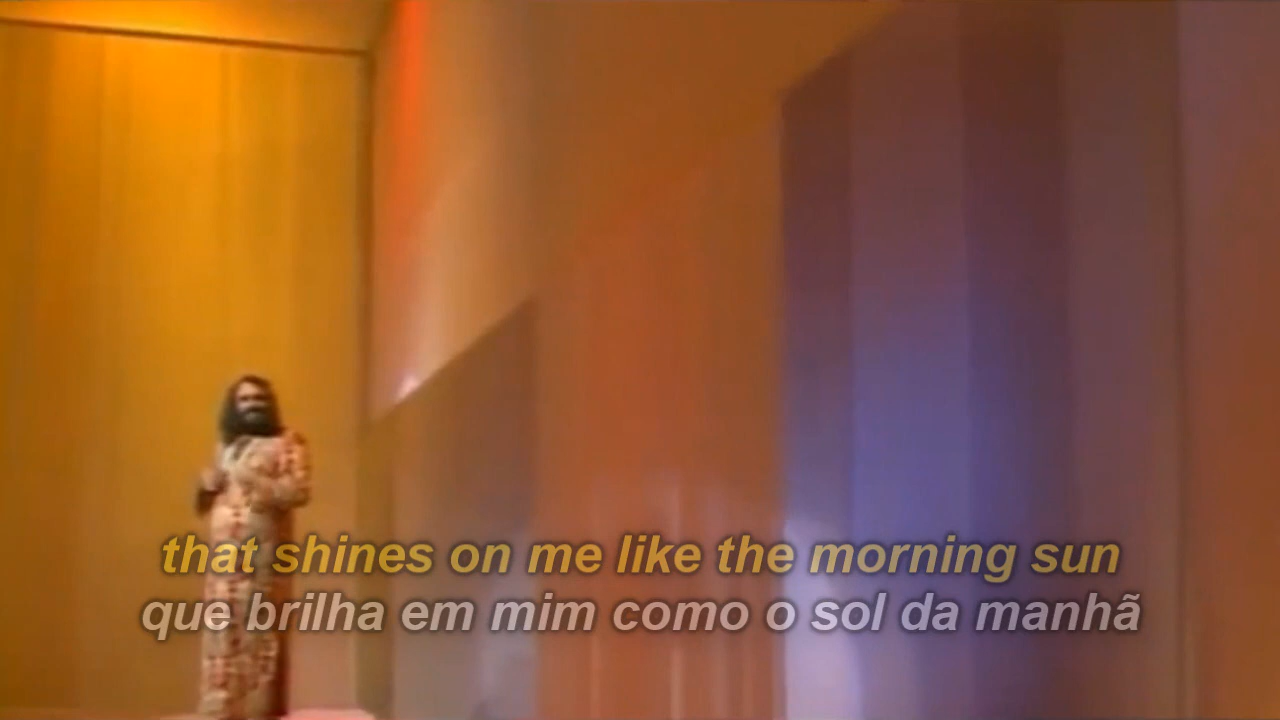 that shines on me like the morning sun
que brilha em mim como o sol da manhã